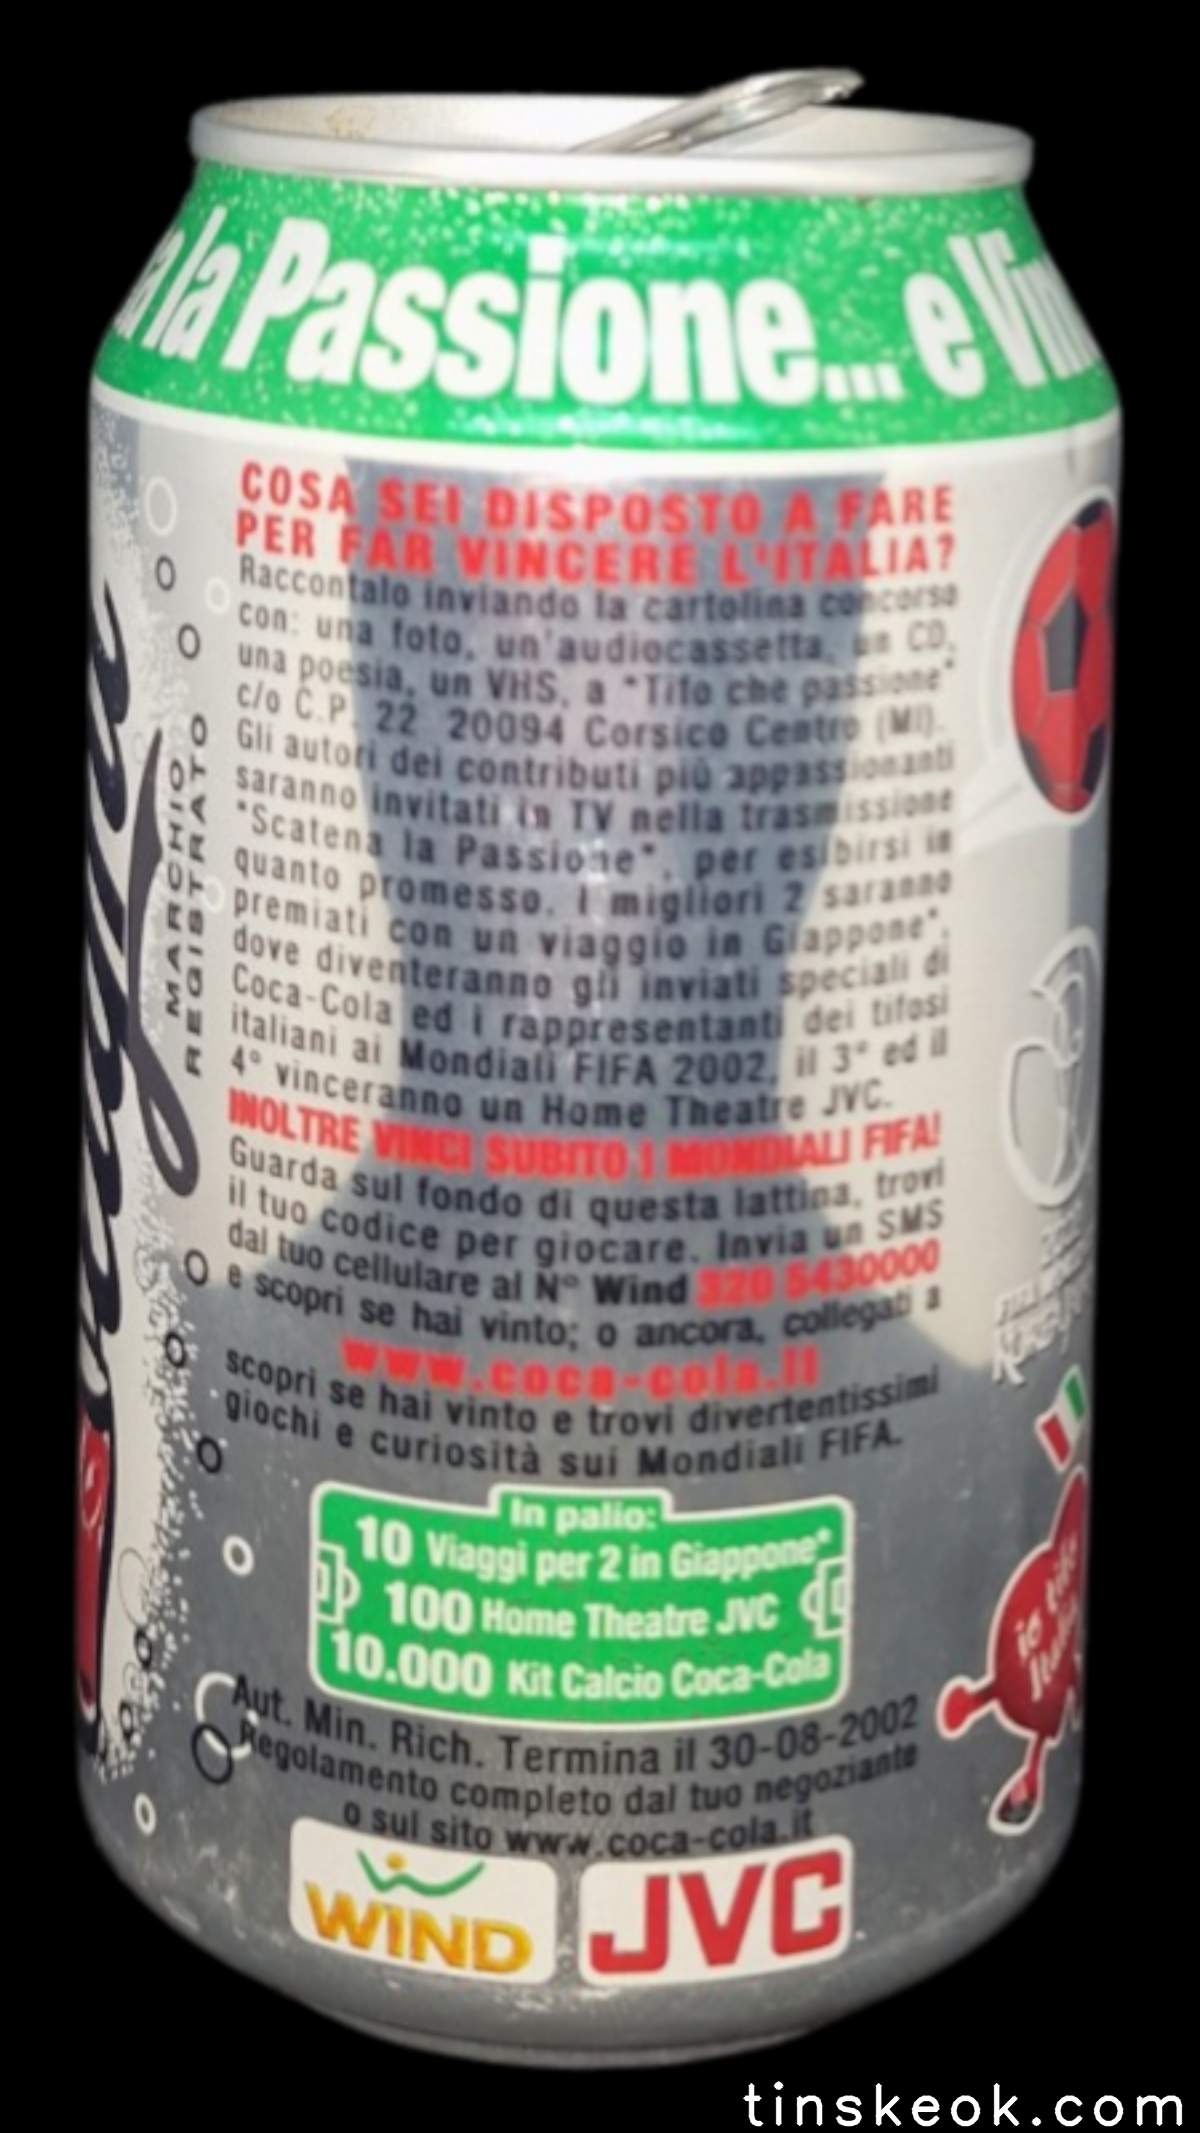 la Passione... e Vin
COSA SEI DISPOSTO A FARE
PER FAR VINCERE L'ITALIA?
Raccontalo inviando la cartolina concorso
con: una foto, un'audiocassetta, un CD,
una poesia, un VHS, a "Tifo che passione"
c/o C.P. 22 20094 Corsico Centro (MI).
Gli autori dei contributi più appassionanti
saranno invitati in TV nella trasmissione
"Scatena la Passione", per esibirsi in
quanto promesso. I migliori 2 saranno
premiati con un viaggio in Giappone*,
dove diventeranno gli inviati speciali di
Coca-Cola ed i rappresentanti dei tifosi
italiani ai Mondiali FIFA 2002, il 3° ed il
4° vinceranno un Home Theatre JVC.
INOLTRE VINCI SUBITO I MONDIALI FIFA!
Guarda sul fondo di questa lattina, trovi
il tuo codice per giocare. Invia un SMS
dal tuo cellulare al N° Wind 320 5430000
e scopri se hai vinto; o ancora, collegati a
www.coca-cola.it
scopri se hai vinto e trovi divertentissimi
giochi e curiosità sui Mondiali FIFA.
In palio:
10 Viaggi per 2 in Giappone*
100 Home Theatre JVC
10.000 Kit Calcio Coca-Cola
Aut. Min. Rich. Termina il 30-08-2002
Regolamento completo dal tuo negoziante
o sul sito www.coca-cola.it
WIND
JVC
MARCHIO
REGISTRATO
io tifo
tinskeok.com